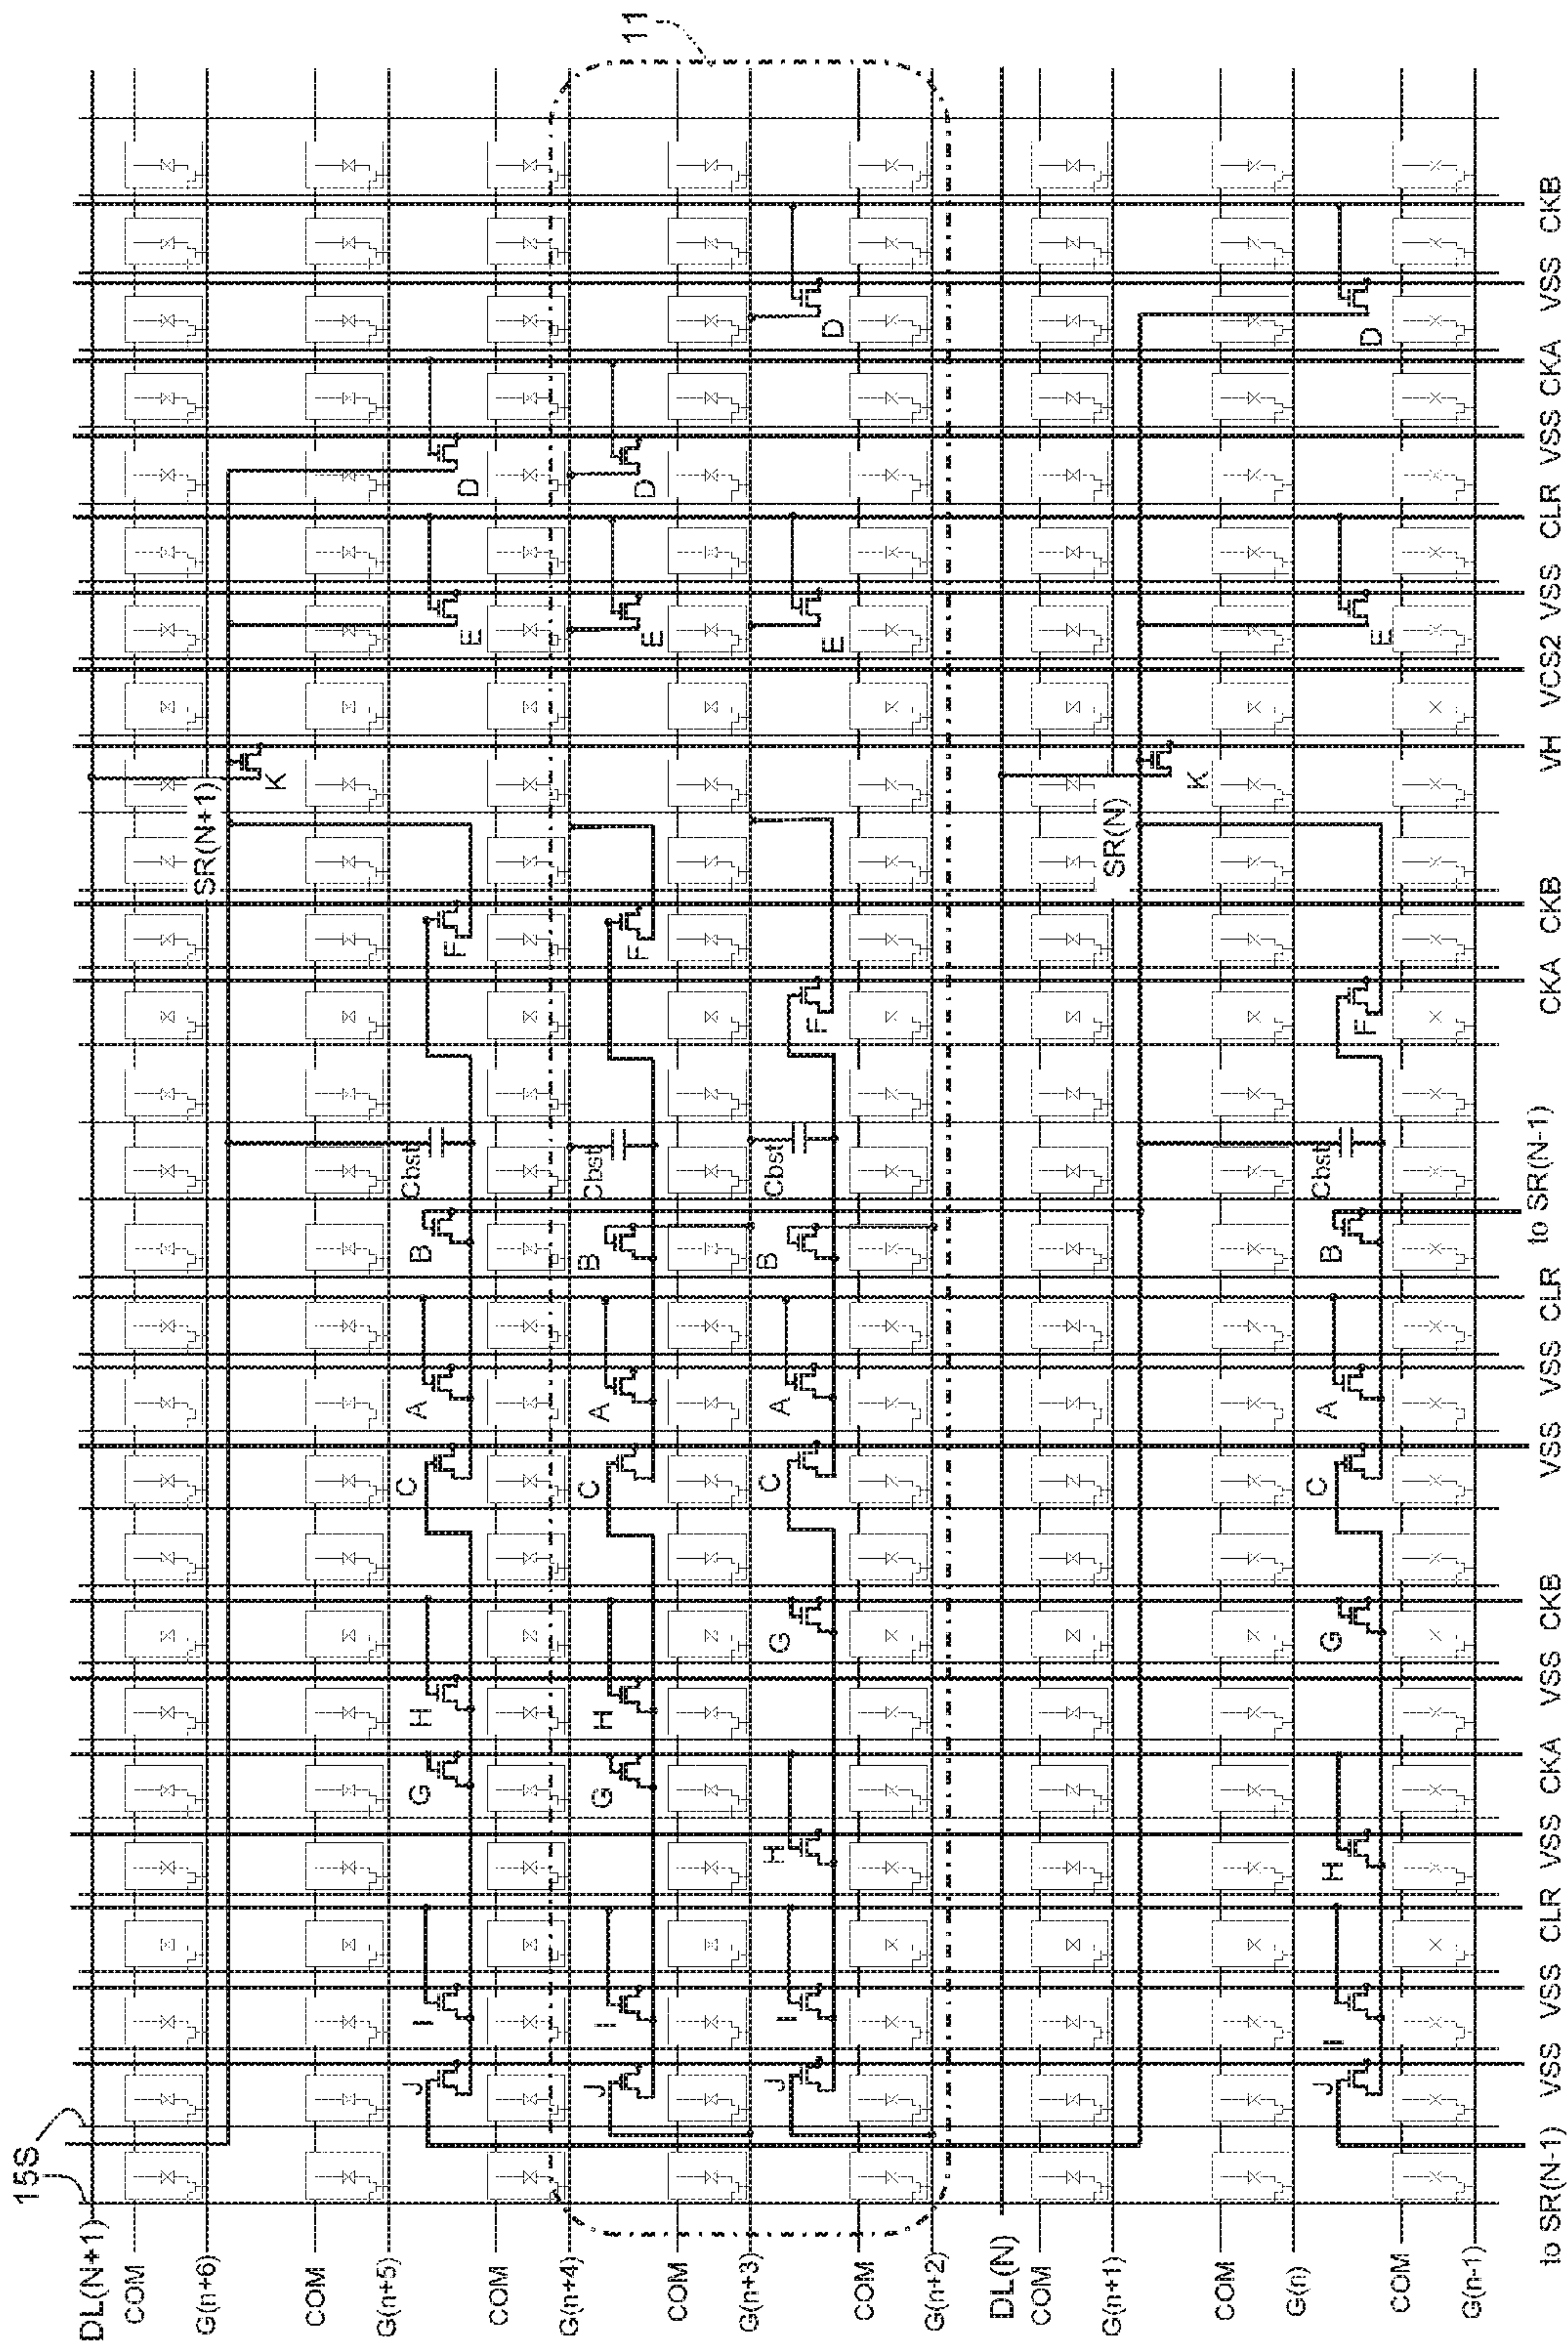 15S 11
DL(N+1)
COM
G(n+6)
SR(N+1)
K
COM
G(n+5)
J I G H C A B Cbst F E D
COM
G(n+4)
J I G H C A B Cbst F E D
COM
G(n+3)
J I H G C A B Cbst F E D
COM
G(n+2)
DL(N)
COM
G(n+1)
SR(N)
K
COM
G(n)
J I H G C A B Cbst F E D
COM
G(n-1)
to SR(N-1) VSS VSS CLR VSS CKA VSS CKB VSS VSS CLR to SR(N-1) CKA CKB VH VCS2 VSS CLR VSS CKA VSS CKB